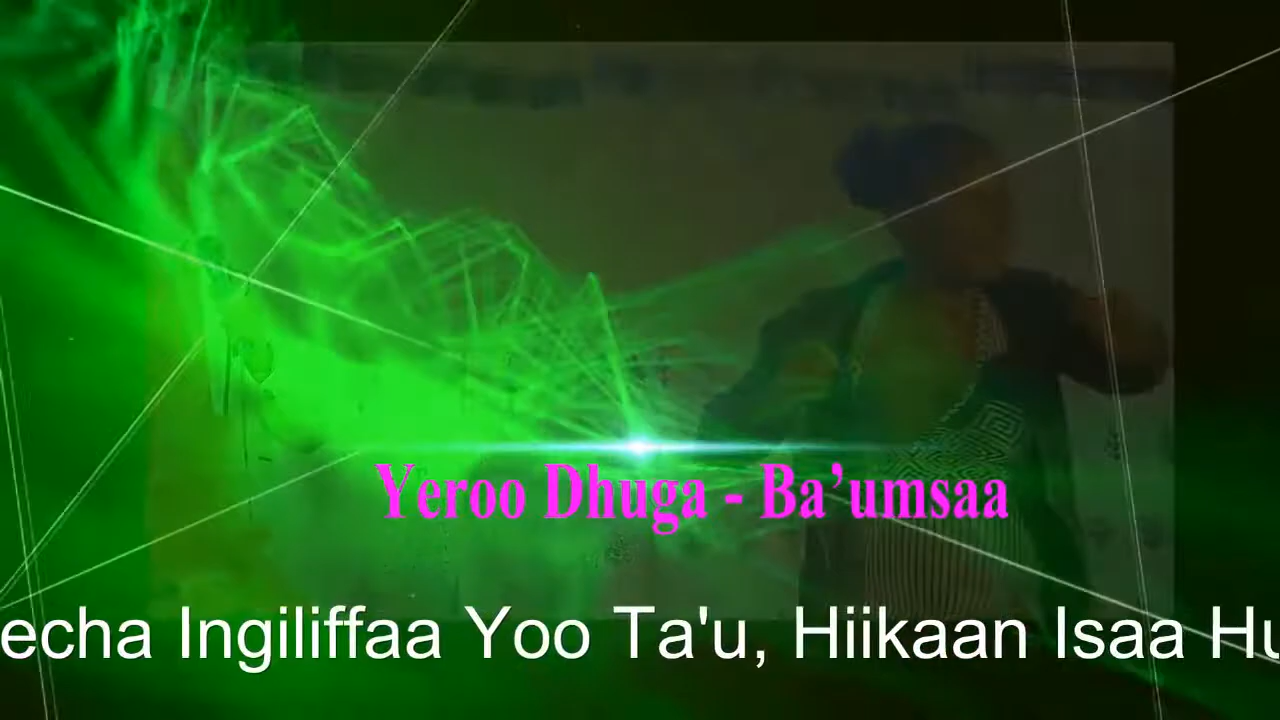 Yeroo Dhuga - Ba’umsaa
echa Ingiliffaa Yoo Ta'u, Hiikaan Isaa Hu